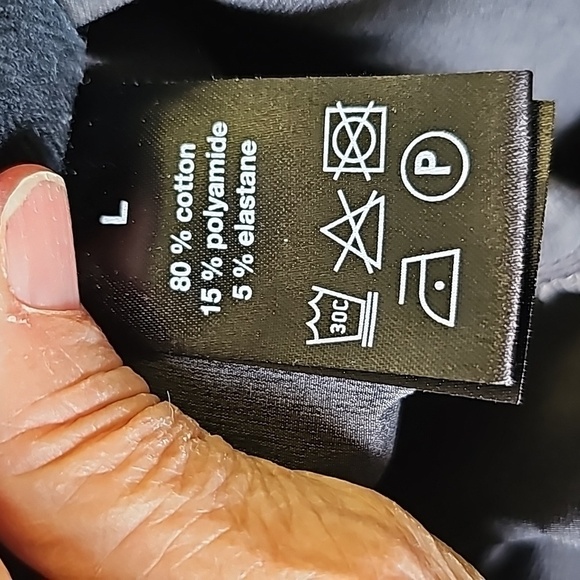 L
80 % cotton
15 % polyamide
5 % elastane
30C
P